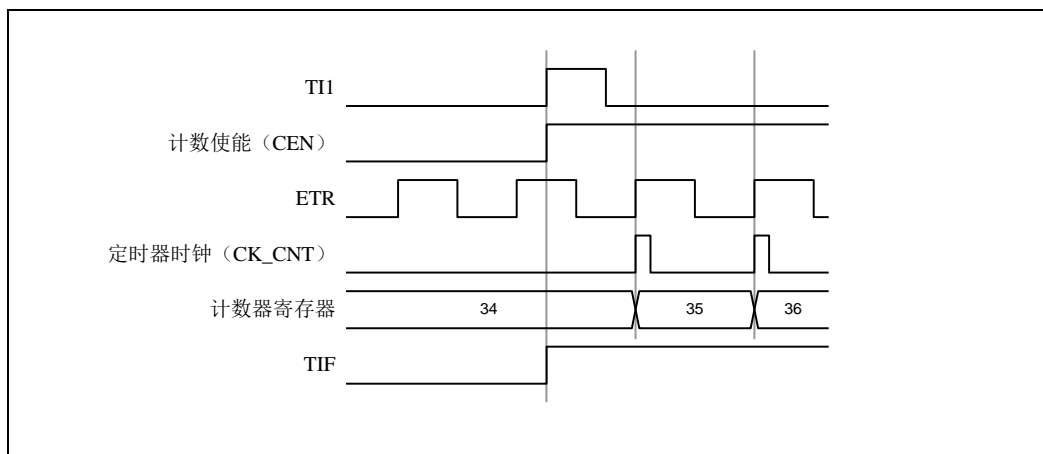 TI1
计数使能（CEN）
ETR
定时器时钟（CK_CNT）
计数器寄存器
34
35
36
TIF